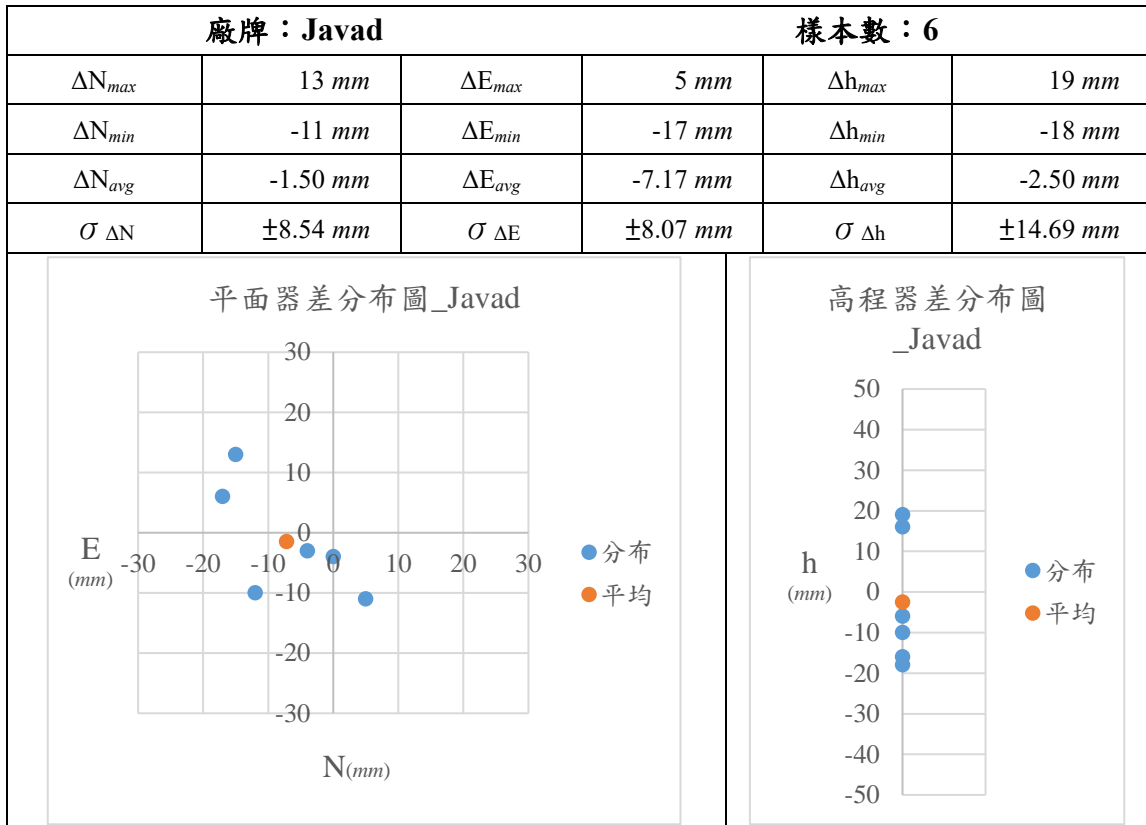 廠牌：Javad 樣本數：6
ΔNmax 13 mm ΔEmax 5 mm Δhmax 19 mm
ΔNmin -11 mm ΔEmin -17 mm Δhmin -18 mm
ΔNavg -1.50 mm ΔEavg -7.17 mm Δhavg -2.50 mm
σ ΔN ±8.54 mm σ ΔE ±8.07 mm σ Δh ±14.69 mm
平面器差分布圖_Javad
30
20
10
0
-10
-20
-30
-30 -20 -10 0 10 20 30
E
(mm)
N(mm)
分布
平均
高程器差分布圖
_Javad
50
40
30
20
10
0
-10
-20
-30
-40
-50
h
(mm)
分布
平均